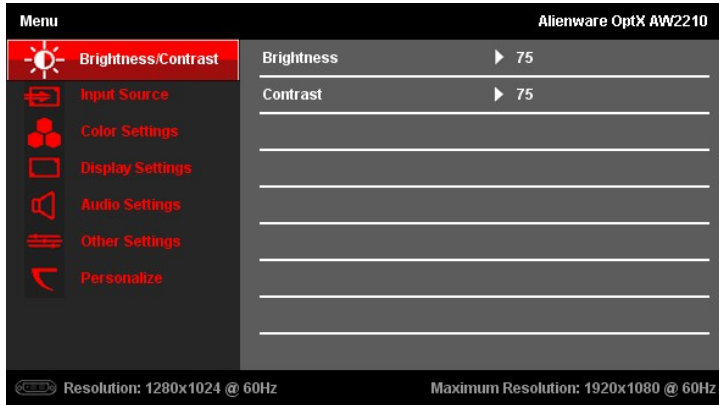 Menu Alienware OptX AW2210
Brightness/Contrast Brightness 75
Input Source Contrast 75
Color Settings
Display Settings
Audio Settings
Other Settings
Personalize
Resolution: 1280x1024 @ 60Hz Maximum Resolution: 1920x1080 @ 60Hz